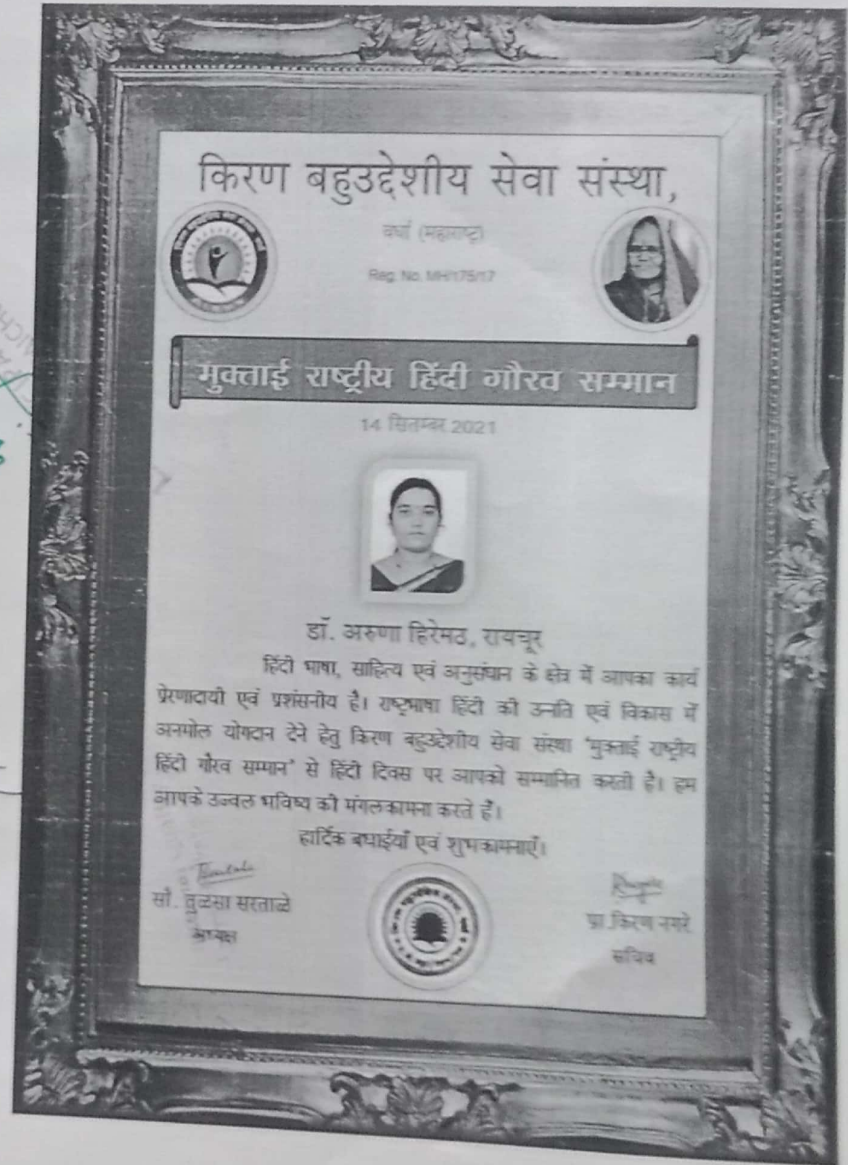 किरण बहुउद्देशीय सेवा संस्था,
वर्धा (महाराष्ट्र)
Reg. No. MH/175/17
मुक्ताई राष्ट्रीय हिंदी गौरव सम्मान
14 सितम्बर 2021
डॉ. अरुणा हिरेमठ, रायचूर
हिंदी भाषा, साहित्य एवं अनुसंधान के क्षेत्र में आपका कार्य
प्रेरणादायी एवं प्रशंसनीय है। राष्ट्रभाषा हिंदी की उन्नति एवं विकास में
अनमोल योगदान देने हेतु किरण बहुउद्देशीय सेवा संस्था "मुक्ताई राष्ट्रीय
हिंदी गौरव सम्मान" से हिंदी दिवस पर आपको सम्मानित करती है। हम
आपके उज्वल भविष्य की मंगलकामना करते हैं।
हार्दिक बधाईयाँ एवं शुभकामनाएँ।
सौ. तुळसा सरताळे
अध्यक्ष
प्रा.किरण नगरे
सचिव